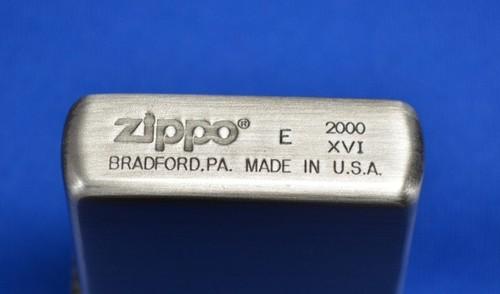 zippo® E 2000
XVI
BRADFORD,PA. MADE IN U.S.A.